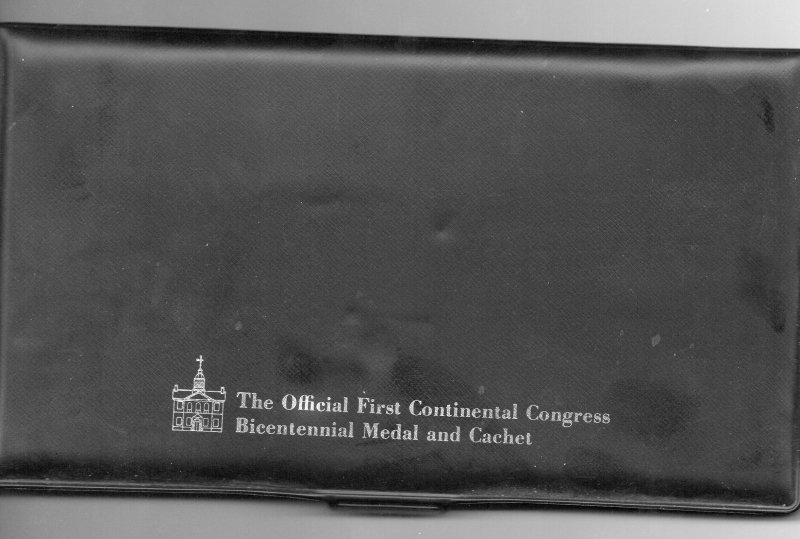 The Official First Continental Congress
Bicentennial Medal and Cachet